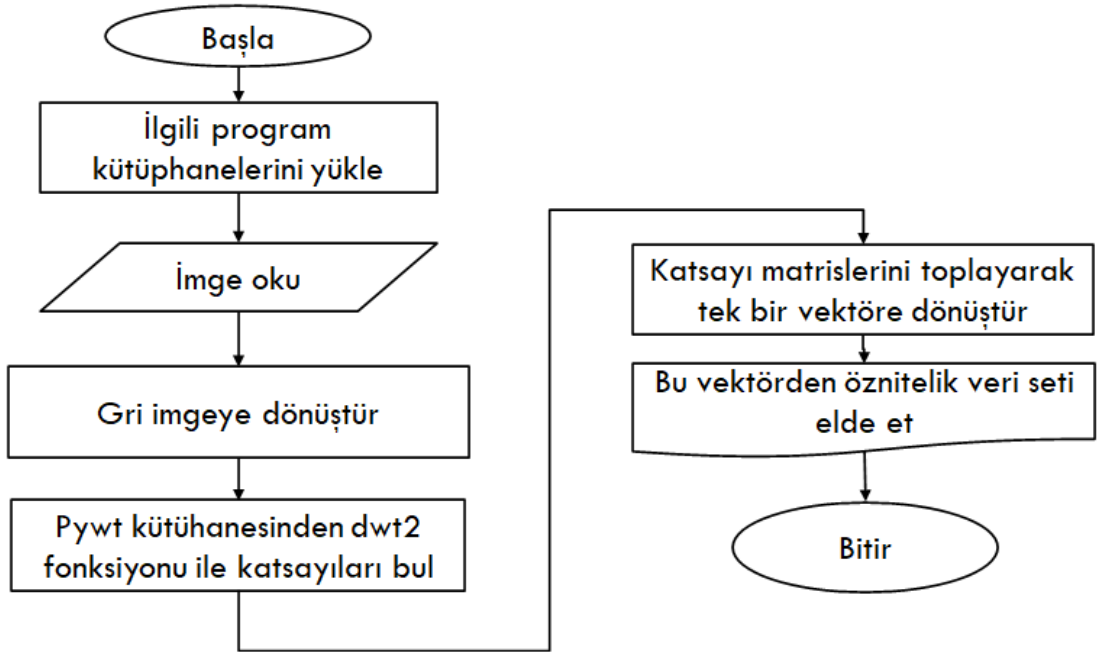 Başla
İlgili program
kütüphanelerini yükle
İmge oku
Gri imgeye dönüştür
Pywt kütühanesinden dwt2
fonksiyonu ile katsayıları bul
Katsayı matrislerini toplayarak
tek bir vektöre dönüştür
Bu vektörden öznitelik veri seti
elde et
Bitir